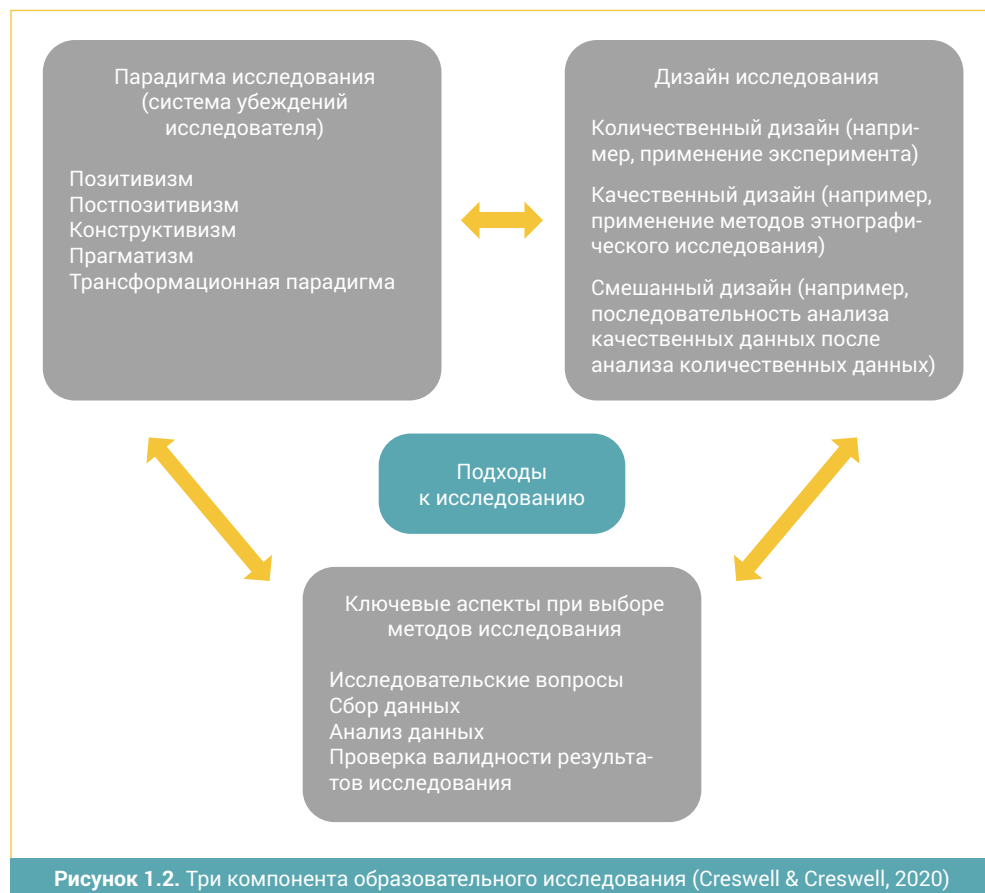 Парадигма исследования
(система убеждений
исследователя)
Позитивизм
Постпозитивизм
Конструктивизм
Прагматизм
Трансформационная парадигма
Дизайн исследования
Количественный дизайн (напри-
мер, применение эксперимента)
Качественный дизайн (например,
применение методов этнографи-
ческого исследования)
Смешанный дизайн (например,
последовательность анализа
качественных данных после
анализа количественных данных)
Подходы
к исследованию
Ключевые аспекты при выборе
методов исследования
Исследовательские вопросы
Сбор данных
Анализ данных
Проверка валидности результа-
тов исследования
Рисунок 1.2. Три компонента образовательного исследования (Creswell & Creswell, 2020)